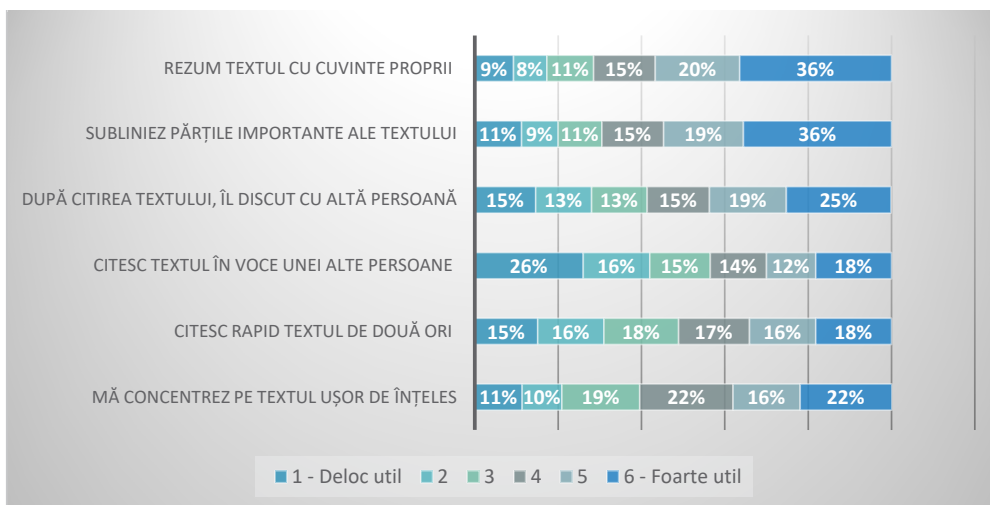 REZUM TEXTUL CU CUVINTE PROPRII 9% 8% 11% 15% 20% 36%
SUBLINIEZ PĂRȚILE IMPORTANTE ALE TEXTULUI 11% 9% 11% 15% 19% 36%
DUPĂ CITIREA TEXTULUI, ÎL DISCUT CU ALTĂ PERSOANĂ 15% 13% 13% 15% 19% 25%
CITESC TEXTUL ÎN VOCE UNEI ALTE PERSOANE 26% 16% 15% 14% 12% 18%
CITESC RAPID TEXTUL DE DOUĂ ORI 15% 16% 18% 17% 16% 18%
MĂ CONCENTREZ PE TEXTUL UȘOR DE ÎNȚELES 11% 10% 19% 22% 16% 22%
1 - Deloc util 2 3 4 5 6 - Foarte util